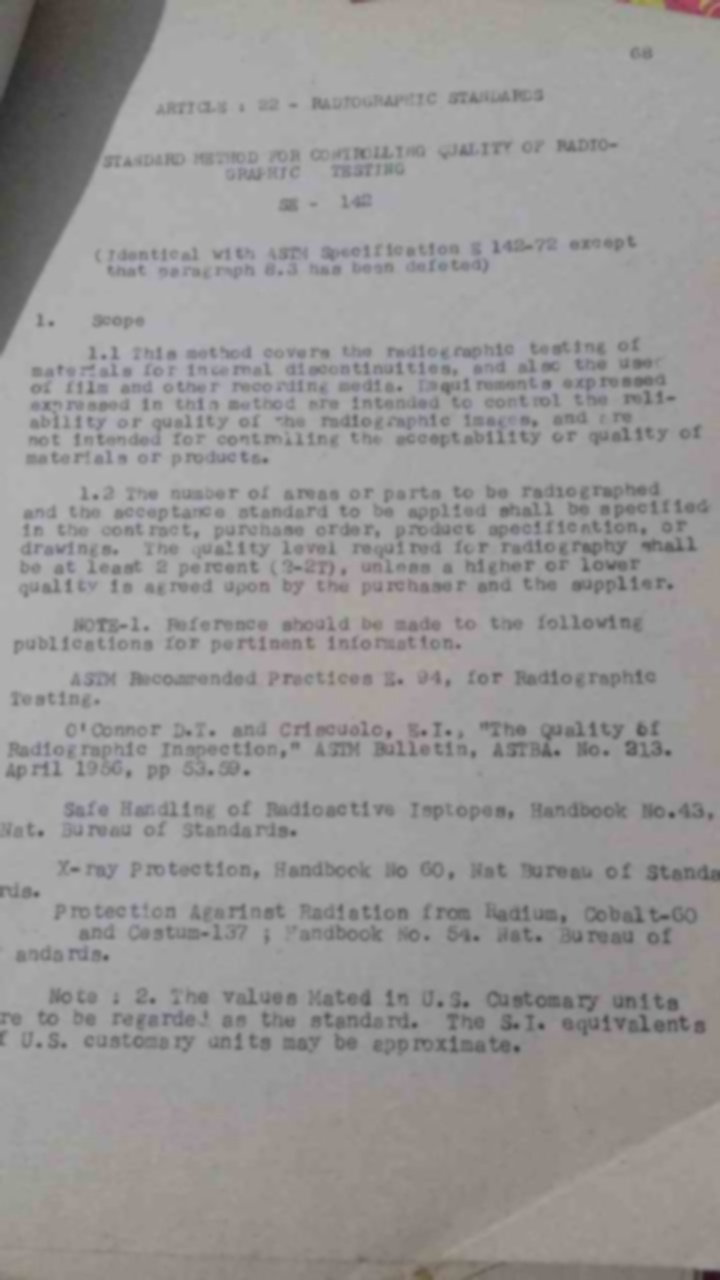 68
ARTICLE : 22 - RADIOGRAPHIC STANDARDS
STANDARD METHOD FOR CONTROLLING QUALITY OF RADIO-
GRAPHIC TESTING
SE - 142
(Identical with ASTM Specification E 142-72 except
that paragraph 8.3 has been defeted)
1. Scope
1.1 This method covers the radiographic testing of
materials for internal discontinuities, and also the use
of film and other recording media. Requirements expressed
expressed in this method are intended to control the reli-
ability or quality of the radiographic images, and are
not intended for controlling the acceptability or quality of
materials or products.
1.2 The number of areas or parts to be radiographed
and the acceptance standard to be applied shall be specified
in the contract, purchase order, product specification, or
drawings. The quality level required for radiography shall
be at least 2 percent (2-2T), unless a higher or lower
quality is agreed upon by the purchaser and the supplier.
NOTE-1. Reference should be made to the following
publications for pertinent information.
ASTM Recommended Practices E. 94, for Radiographic
Testing.
O'Connor D.T. and Criscuolo, E.I., "The Quality of
Radiographic Inspection," ASTM Bulletin, ASTBA. No. 213.
April 1956, pp 53.59.
Safe Handling of Radioactive Isptopes, Handbook No.43,
Nat. Bureau of Standards.
X-ray Protection, Handbook No 60, Nat Bureau of Standa
rds.
Protection Agarinst Radiation from Radium, Cobalt-60
and Cestum-137 ; Handbook No. 54. Nat. Bureau of
andards.
Note : 2. The values Mated in U.S. Customary units
re to be regarded as the standard. The S.I. equivalents
f U.S. customary units may be approximate.